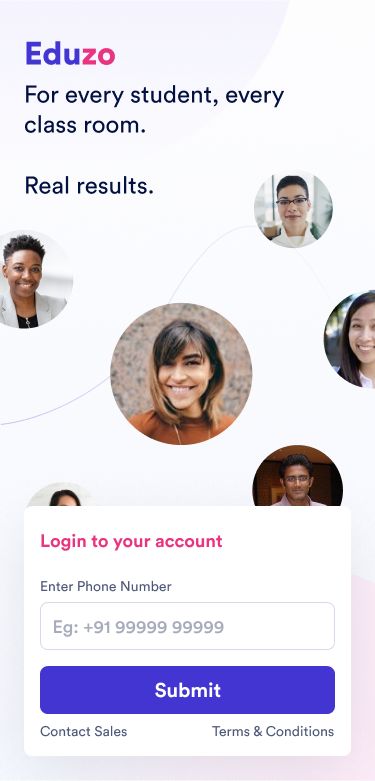 Eduzo
For every student, every
class room.
Real results.
Login to your account
Enter Phone Number
Eg: +91 99999 99999
Submit
Contact Sales
Terms & Conditions